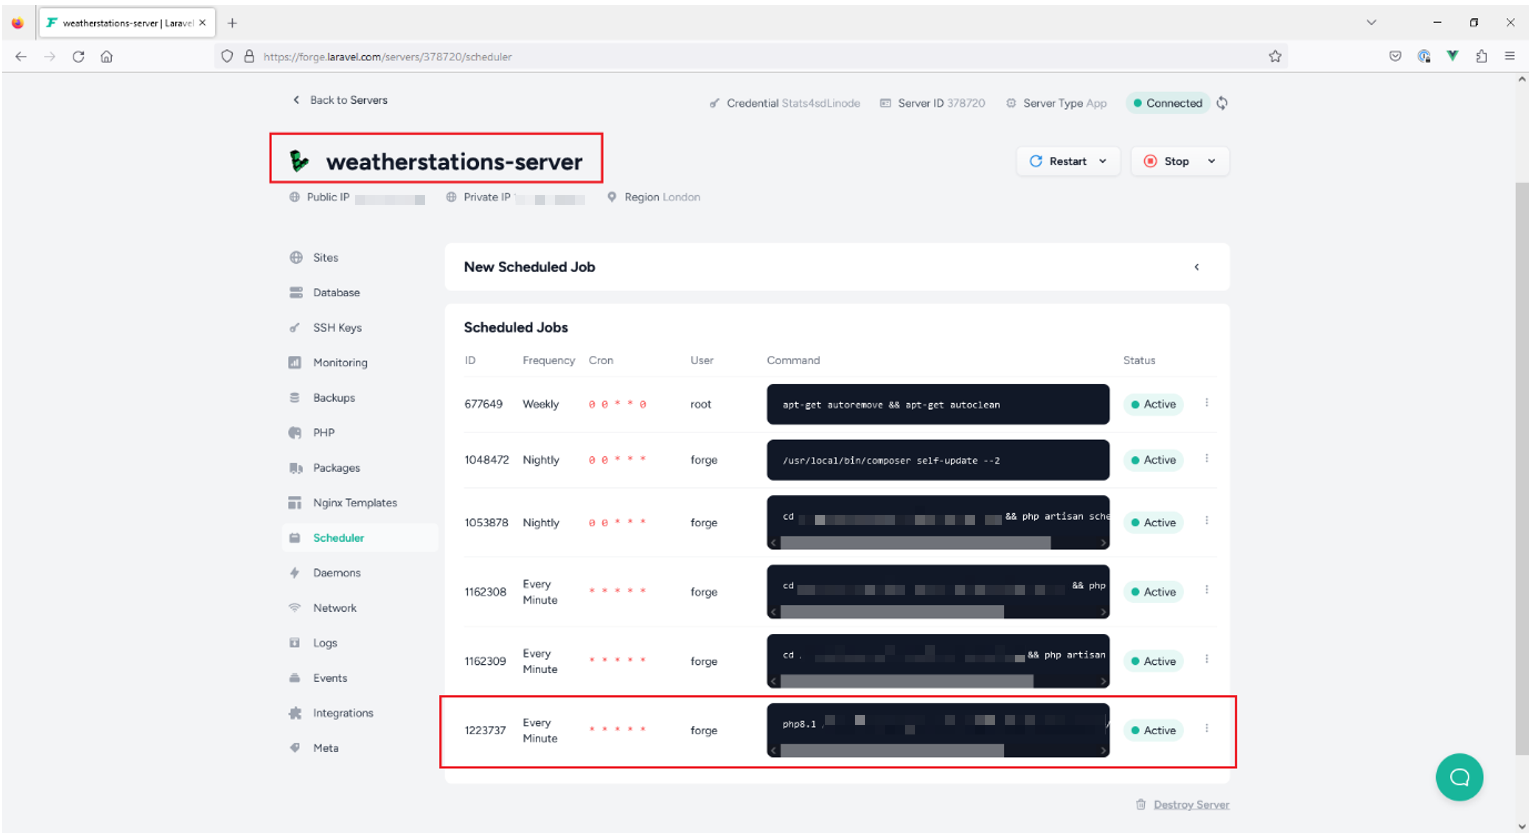 weatherstations-server | Laravel
https://forge.laravel.com/servers/378720/scheduler
Back to Servers
Credential Stats4sdLinode Server ID 378720 Server Type App Connected
weatherstations-server
Restart Stop
Public IP Private IP Region London
Sites
Database
SSH Keys
Monitoring
Backups
PHP
Packages
Nginx Templates
Scheduler
Daemons
Network
Logs
Events
Integrations
Meta
New Scheduled Job
Scheduled Jobs
ID Frequency Cron User Command Status
677649 Weekly 0 0 * * 0 root apt-get autoremove && apt-get autoclean Active
1048472 Nightly 0 0 * * * forge /usr/local/bin/composer self-update --2 Active
1053878 Nightly 0 0 * * * forge cd && php artisan sche Active
1162308 Every Minute * * * * * forge cd && php Active
1162309 Every Minute * * * * * forge cd && php artisan Active
1223737 Every Minute * * * * * forge php8.1 Active
Destroy Server